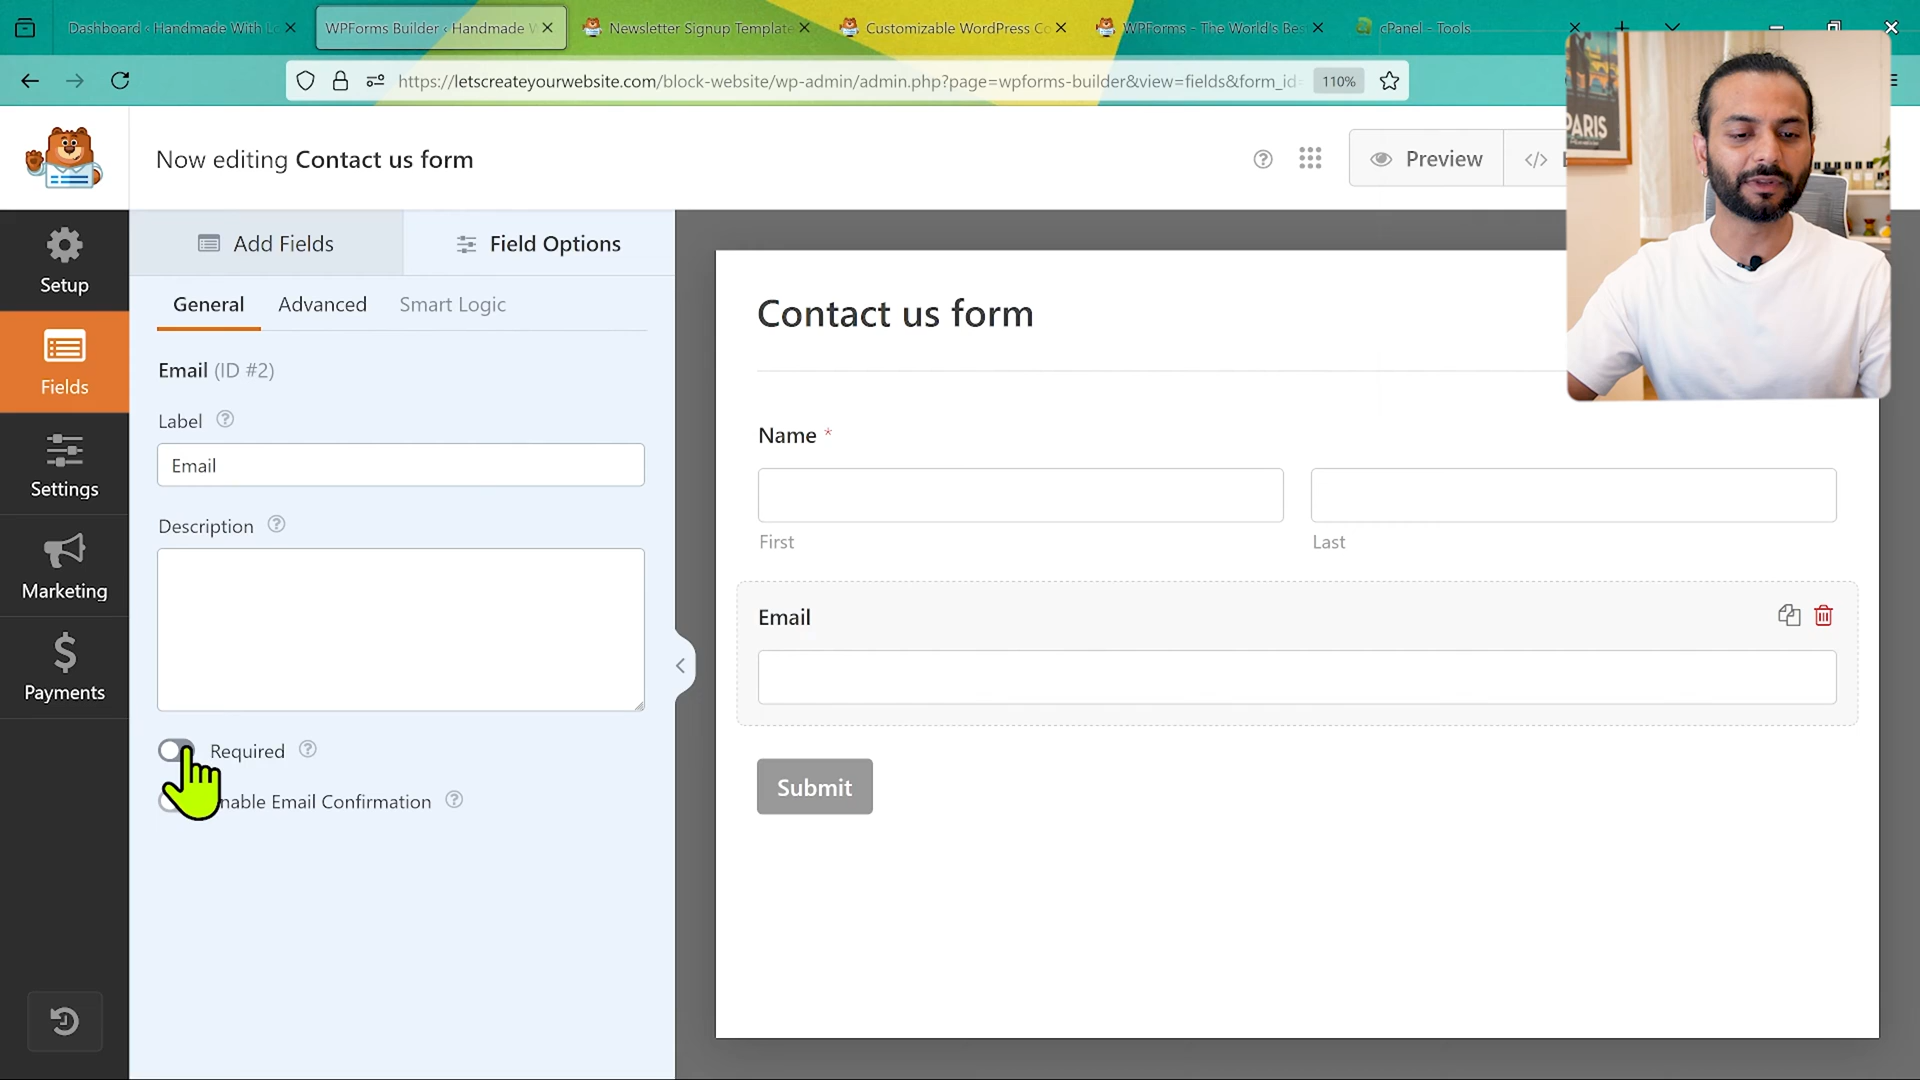 Dashboard ‹ Handmade With Lo
WPForms Builder ‹ Handmade W
Newsletter Signup Template
Customizable WordPress Co
WPForms - The World's Bes
cPanel - Tools
https://letscreateyourwebsite.com/block-website/wp-admin/admin.php?page=wpforms-builder&view=fields&form_id=
110%
PARIS
Now editing Contact us form
Preview
Setup
Fields
Settings
Marketing
Payments
Add Fields
Field Options
General
Advanced
Smart Logic
Email (ID #2)
Label
Email
Description
Required
nable Email Confirmation
Contact us form
Name *
First
Last
Email
Submit